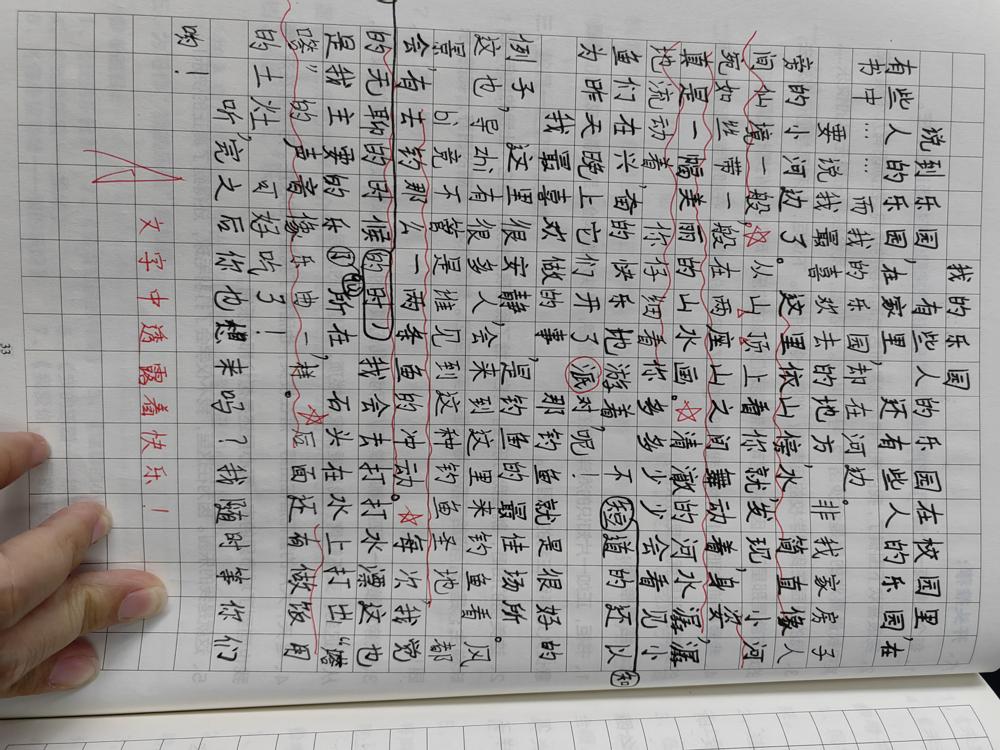 我的乐园
说到乐园，有些人的乐园在校园里，
有些人的乐园，在家里，还有些人的乐园，在
书中……而我的乐园却在河边。
要说我最喜欢去的地方，非我家房子
旁的小河边了。这里依山傍水，简直像人
间仙境一般，从山顶上看你就发现，小河
宛如丝带一般在两座山之间舞动着身姿，
真是一幅美丽的山水画。清澈的河水潺潺
地流动着，你仔细看你多多少少会看见小
鱼们在兴奋的快乐地游着，不短道的还以
知
为昨天晚上它们开了派对呢！
我最喜欢做的事，那钓鱼就是很好的
例子，这里很安静，是钓鱼的最佳场所。
这也导zhi有很多人会来到这里来钓鱼看风
景，bi竞不管是谁见到这种钓鱼圣地，都
会有去钓那么一两条鱼的冲动。每次我觉
的无聊的时候的时，我会去打打水漂这也
是我主要的乐所在，石头在水上打出“嗒
嗒”的声音像乐曲一样。后面还有做饭用
的土灶，可好吃了！
听完之后你也想来吗？我随时等你们
哟！
文字中透露着快乐！
33